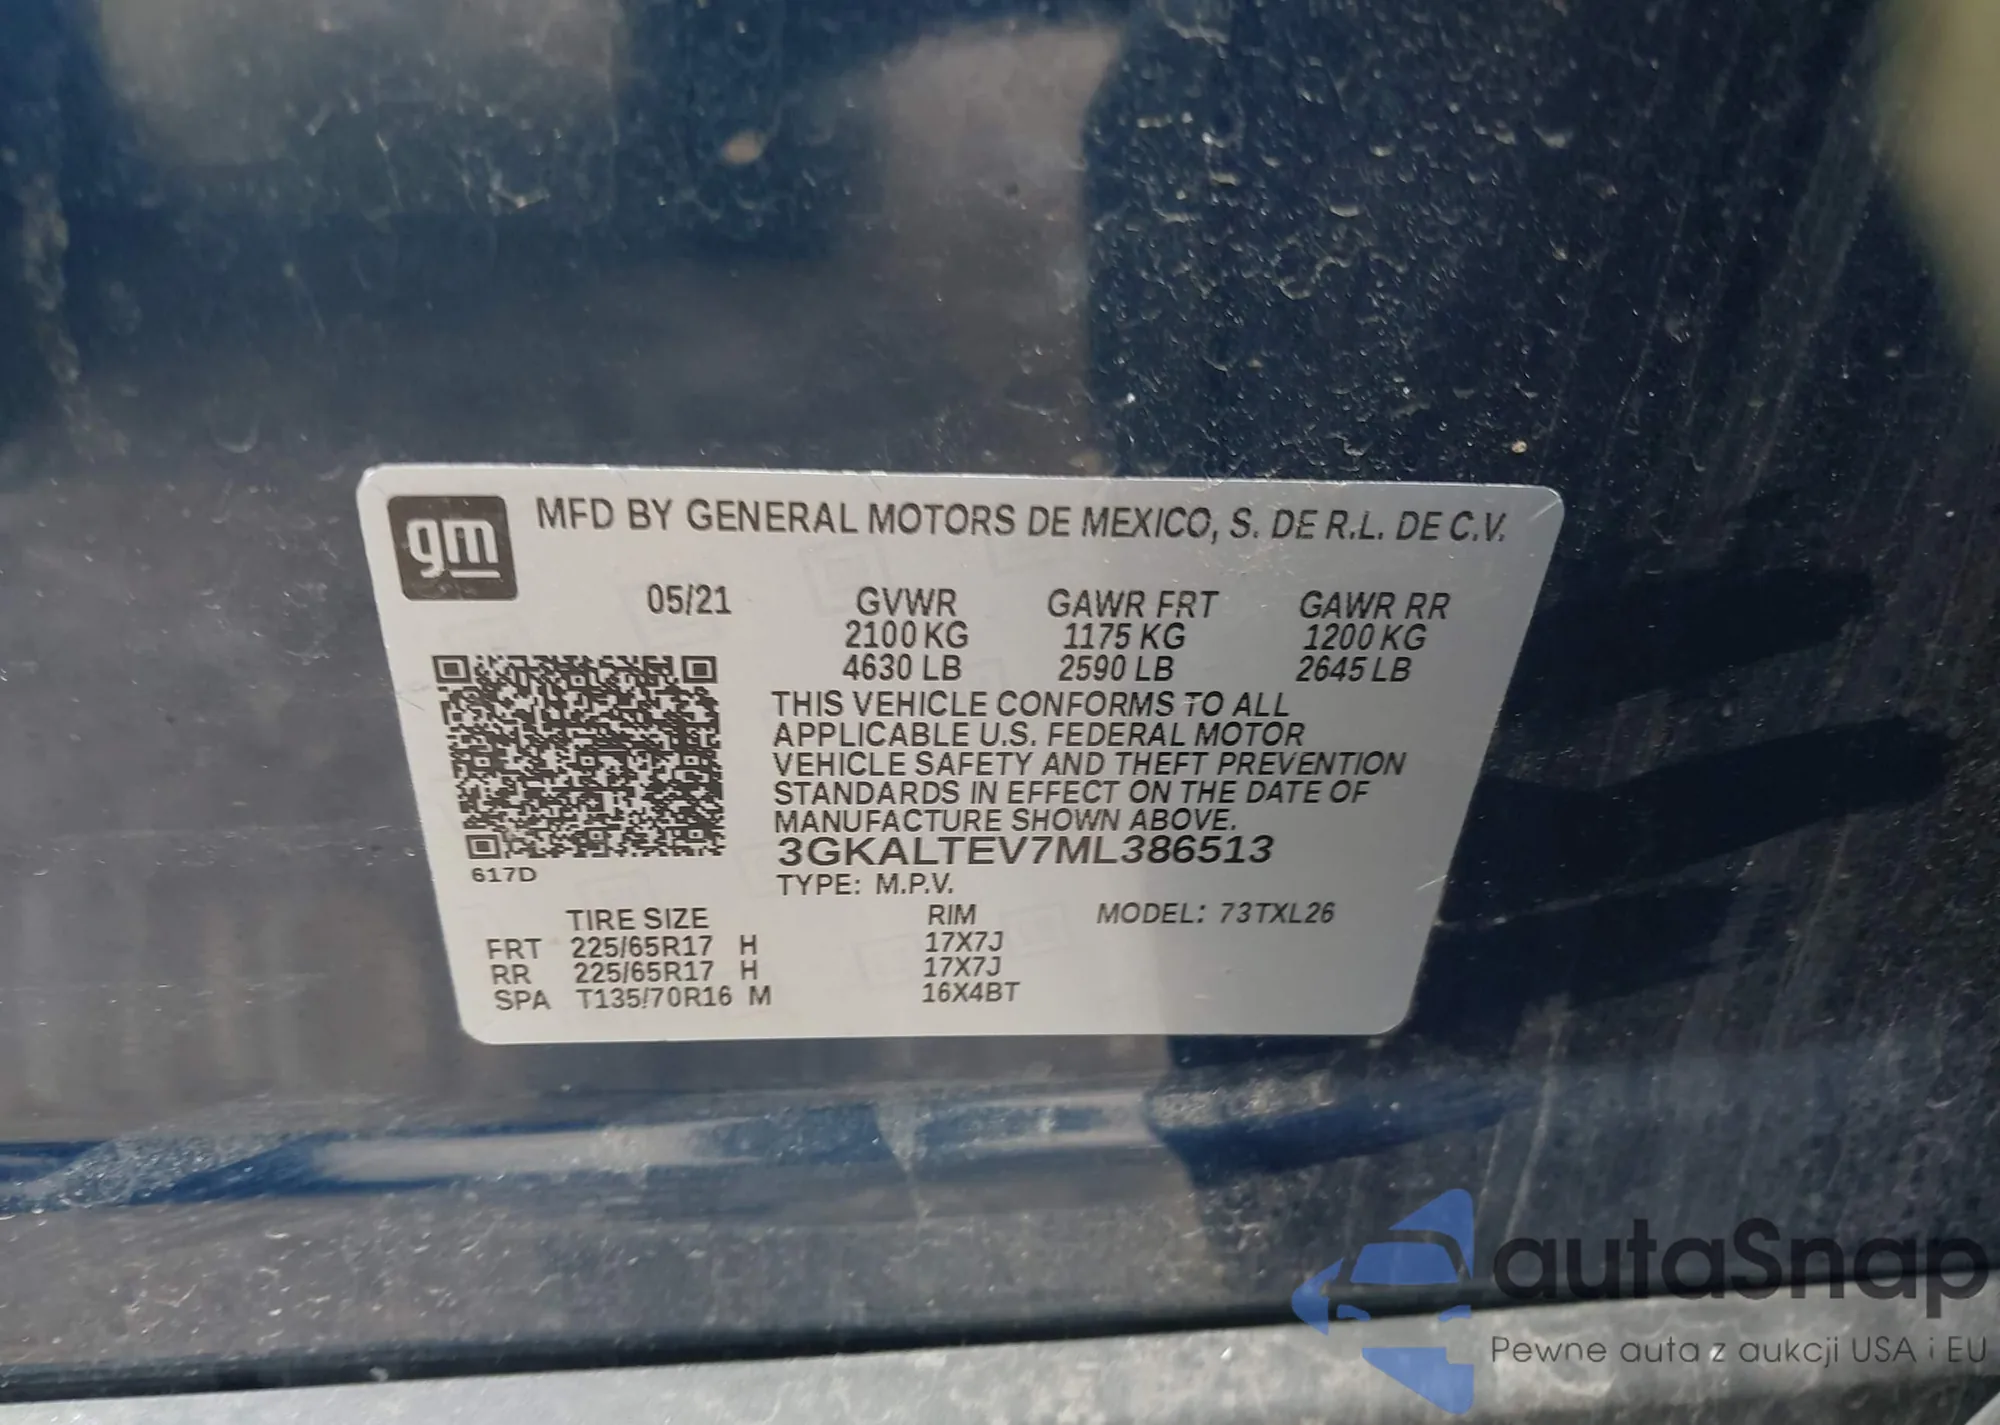 gm
MFD BY GENERAL MOTORS DE MEXICO, S. DE R.L. DE C.V.
05/21 GVWR GAWR FRT GAWR RR
2100 KG 1175 KG 1200 KG
4630 LB 2590 LB 2645 LB
THIS VEHICLE CONFORMS TO ALL
APPLICABLE U.S. FEDERAL MOTOR
VEHICLE SAFETY AND THEFT PREVENTION
STANDARDS IN EFFECT ON THE DATE OF
MANUFACTURE SHOWN ABOVE.
3GKALTEV7ML386513
617D
TYPE: M.P.V.
TIRE SIZE RIM MODEL: 73TXL26
FRT 225/65R17 H 17X7J
RR 225/65R17 H 17X7J
SPA T135/70R16 M 16X4BT
autaSnap
Pewne auta z aukcji USA i EU